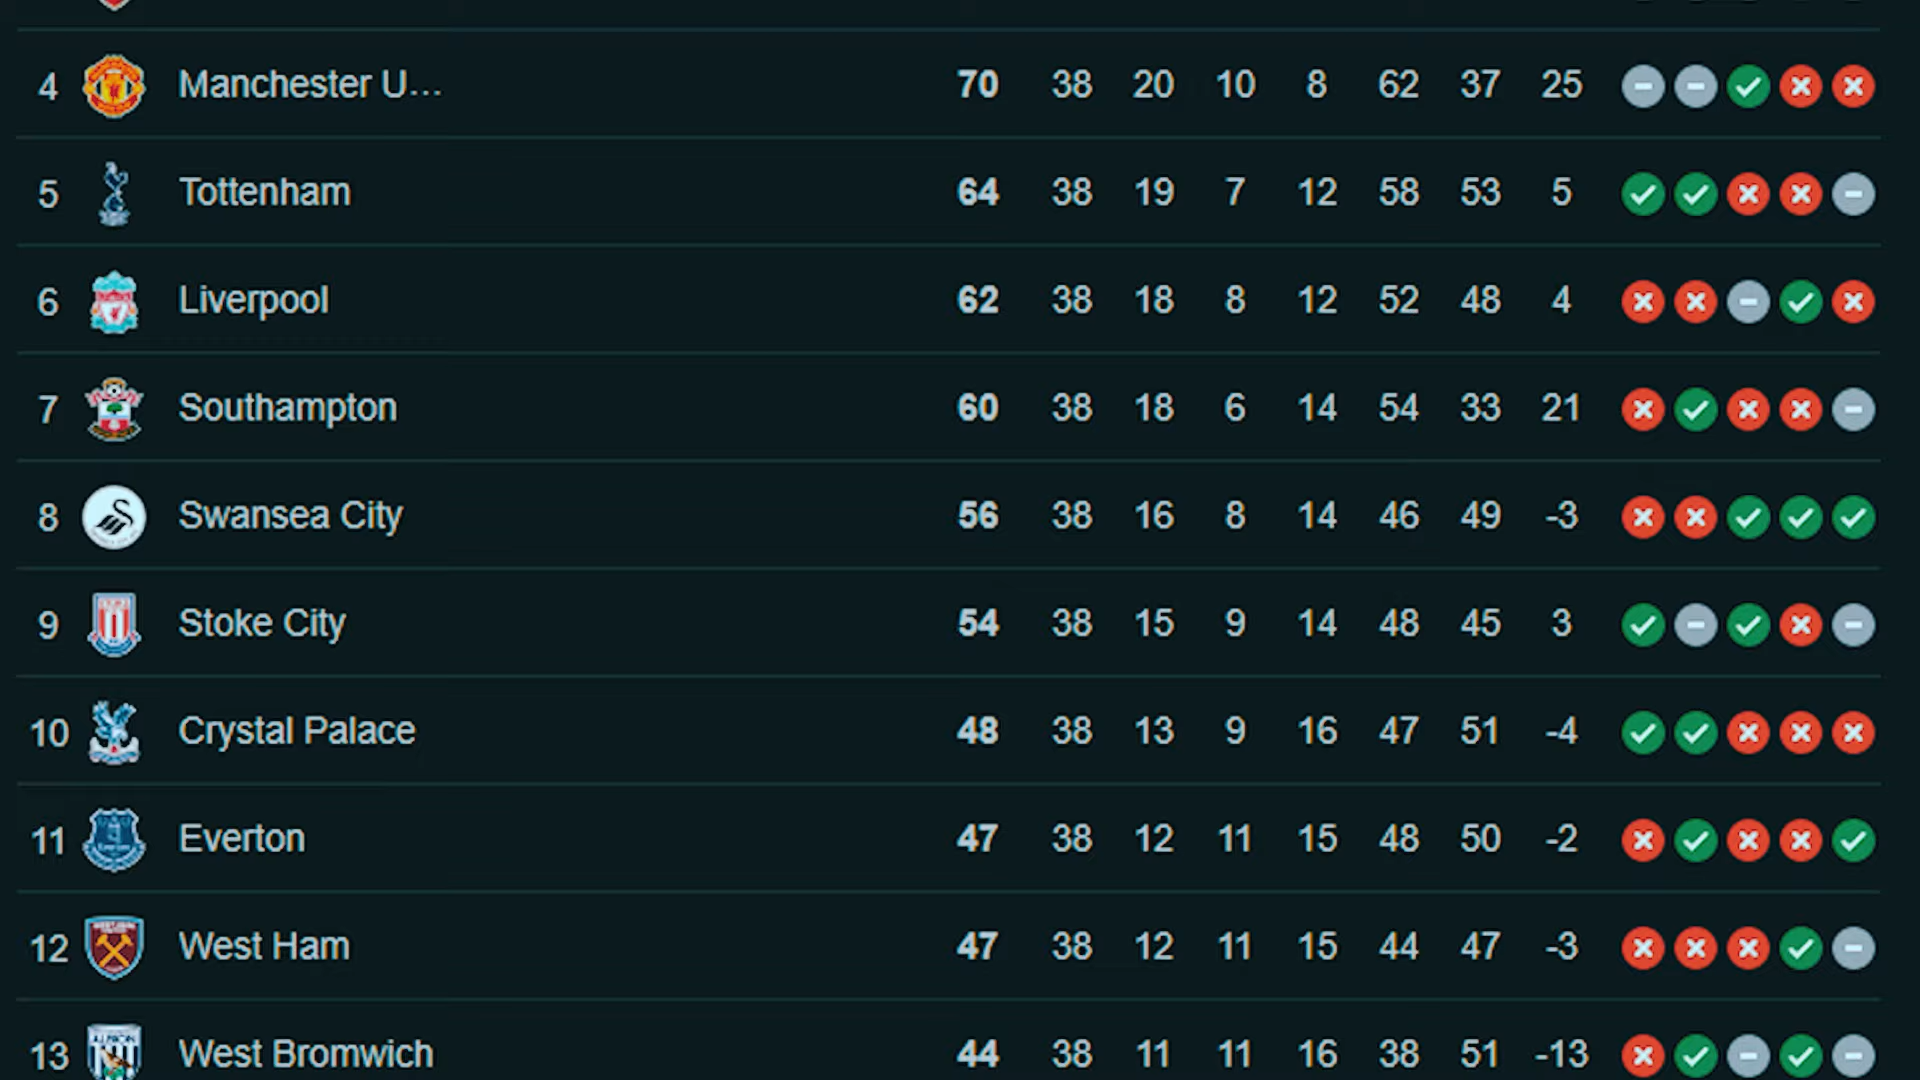 4 Manchester U... 70 38 20 10 8 62 37 25
5 Tottenham 64 38 19 7 12 58 53 5
6 Liverpool 62 38 18 8 12 52 48 4
7 Southampton 60 38 18 6 14 54 33 21
8 Swansea City 56 38 16 8 14 46 49 -3
9 Stoke City 54 38 15 9 14 48 45 3
10 Crystal Palace 48 38 13 9 16 47 51 -4
11 Everton 47 38 12 11 15 48 50 -2
12 West Ham 47 38 12 11 15 44 47 -3
13 West Bromwich 44 38 11 11 16 38 51 -13